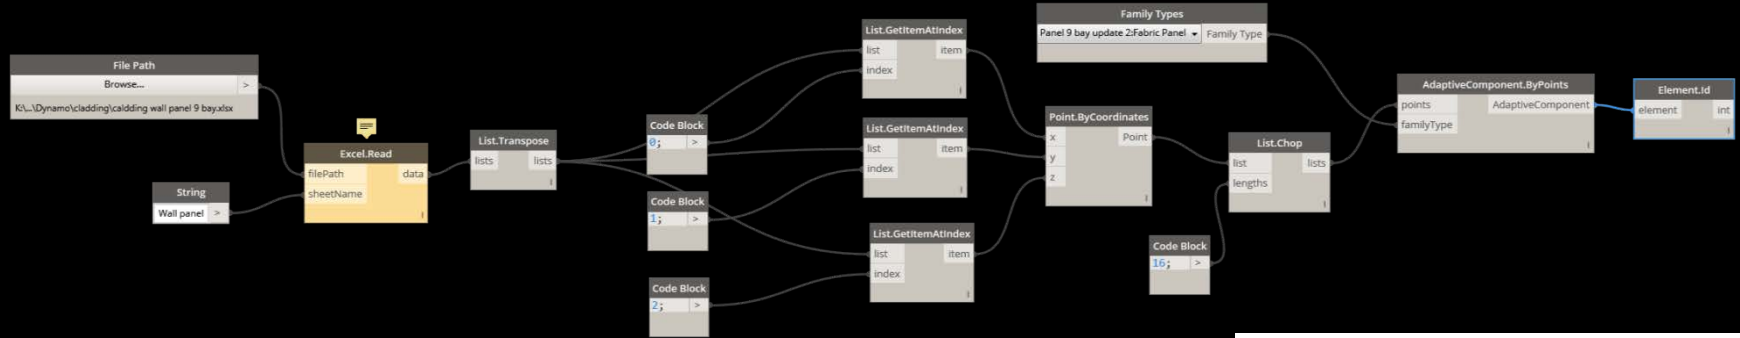 File Path
Browse...
>
K:\...\Dynamo\cladding\caldding wall panel 9 bay.xlsx
String
Wall panel
>
Excel.Read
filePath
data
sheetName
List.Transpose
lists
lists
Code Block
0;
>
Code Block
1;
>
Code Block
2;
>
List.GetItemAtIndex
list
item
index
List.GetItemAtIndex
list
item
index
List.GetItemAtIndex
list
item
index
Family Types
Panel 9 bay update 2:Fabric Panel
Family Type
Point.ByCoordinates
x
Point
y
z
Code Block
16;
>
List.Chop
list
lists
lengths
AdaptiveComponent.ByPoints
points
AdaptiveComponent
familyType
Element.Id
element
int